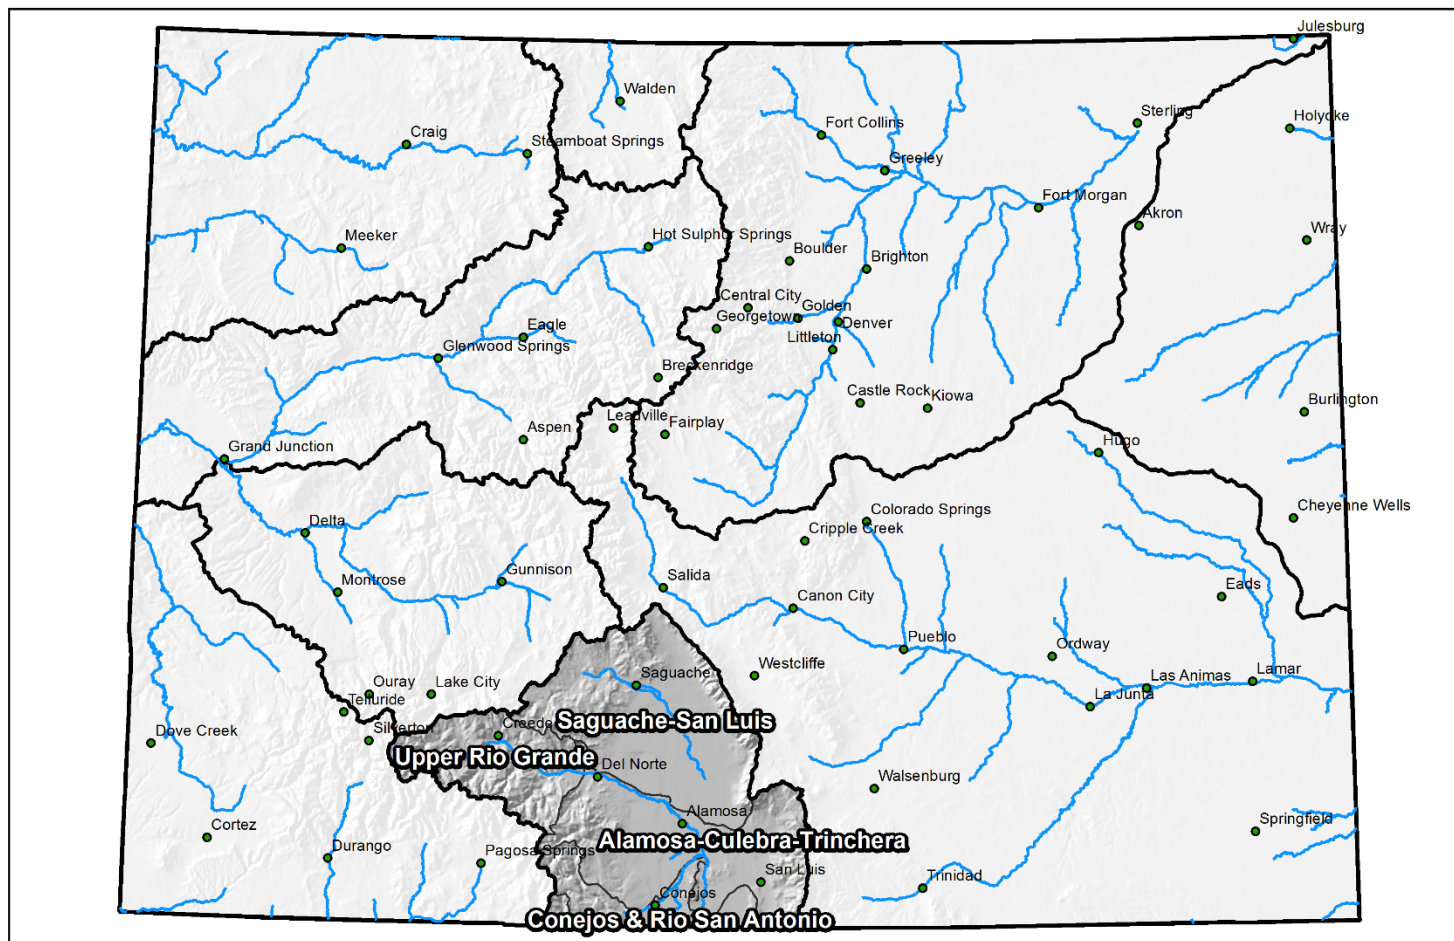 Julesburg
Walden
Holyoke
Sterling
Fort Collins
Craig
Steamboat Springs
Greeley
Fort Morgan
Akron
Wray
Meeker
Hot Sulphur Springs
Boulder
Brighton
Central City
Golden
Georgetown
Denver
Eagle
Littleton
Glenwood Springs
Breckenridge
Castle Rock
Kiowa
Burlington
Leadville
Fairplay
Aspen
Hugo
Grand Junction
Cheyenne Wells
Colorado Springs
Delta
Cripple Creek
Gunnison
Montrose
Salida
Eads
Canon City
Pueblo
Ordway
Westcliffe
Saguache
Lamar
Las Animas
Ouray
Lake City
La Junta
Telluride
Saguache-San Luis
Creede
Silverton
Dove Creek
Upper Rio Grande
Del Norte
Walsenburg
Alamosa
Springfield
Cortez
Alamosa-Culebra-Trinchera
Durango
Pagosa Springs
San Luis
Trinidad
Conejos
Conejos & Rio San Antonio